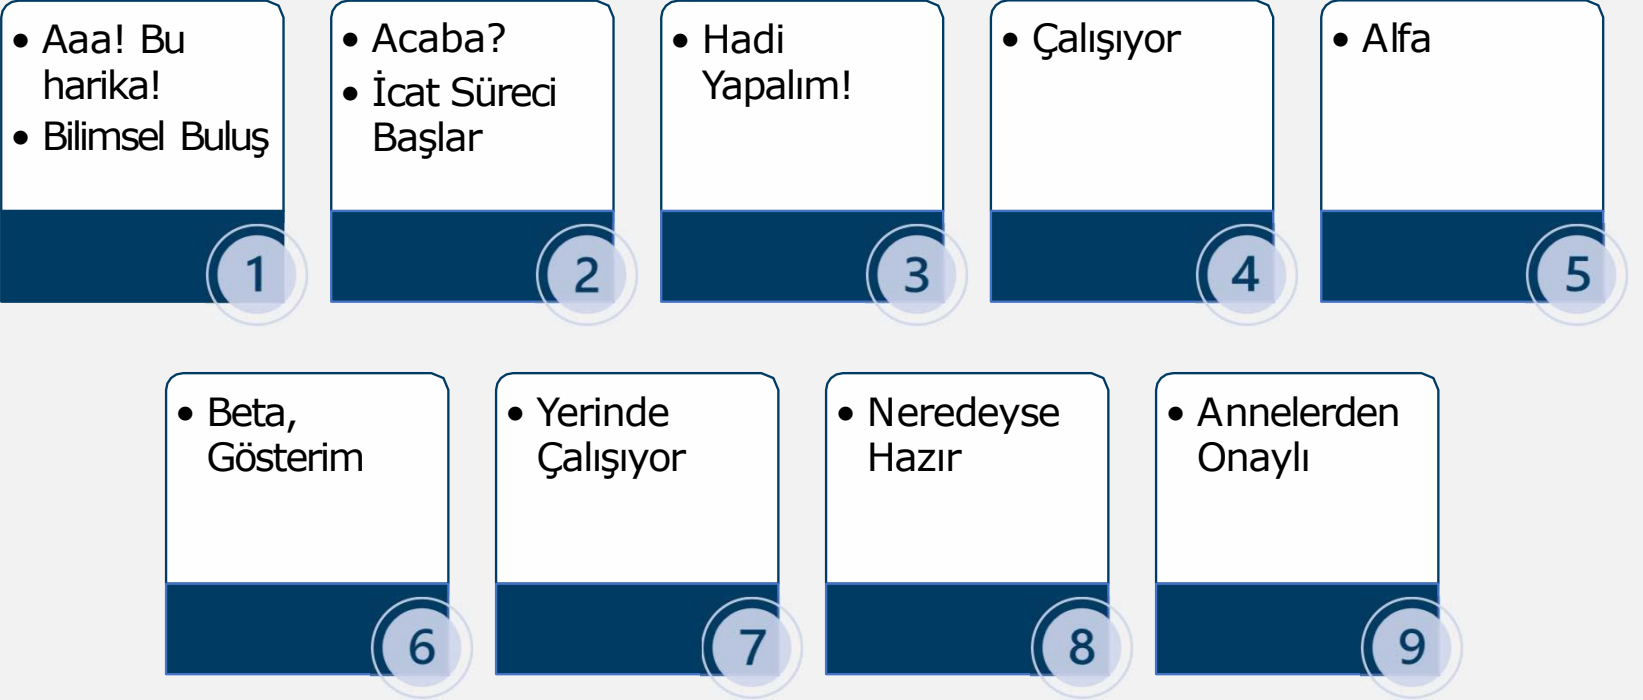 • Aaa! Bu
harika!
• Bilimsel Buluş
1
• Acaba?
• İcat Süreci
Başlar
2
• Hadi
Yapalım!
3
• Çalışıyor
4
• Alfa
5
• Beta,
Gösterim
6
• Yerinde
Çalışıyor
7
• Neredeyse
Hazır
8
• Annelerden
Onaylı
9